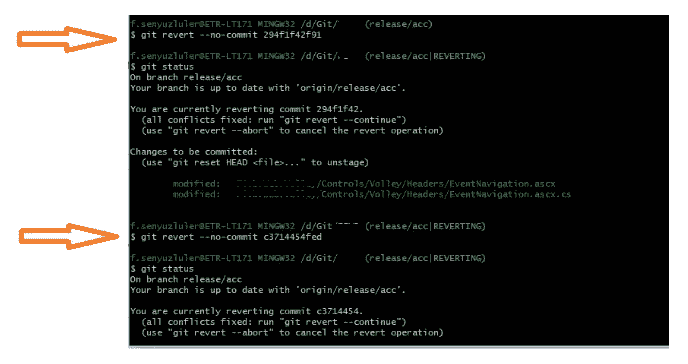 f.senyuzluler@ETR-LT171 MINGW32 /d/Git/ (release/acc)
$ git revert --no-commit 294f1f42f91
f.senyuzluler@ETR-LT171 MINGW32 /d/Git/ (release/acc|REVERTING)
$ git status
On branch release/acc
Your branch is up to date with 'origin/release/acc'.
You are currently reverting commit 294f1f42.
(all conflicts fixed: run "git revert --continue")
(use "git revert --abort" to cancel the revert operation)
Changes to be committed:
(use "git reset HEAD <file>..." to unstage)
modified: /Controls/Volley/Headers/EventNavigation.ascx
modified: /Controls/Volley/Headers/EventNavigation.ascx.cs
f.senyuzluler@ETR-LT171 MINGW32 /d/Git (release/acc|REVERTING)
$ git revert --no-commit c3714454fed
f.senyuzluler@ETR-LT171 MINGW32 /d/Git/ (release/acc|REVERTING)
$ git status
On branch release/acc
Your branch is up to date with 'origin/release/acc'.
You are currently reverting commit c3714454.
(all conflicts fixed: run "git revert --continue")
(use "git revert --abort" to cancel the revert operation)